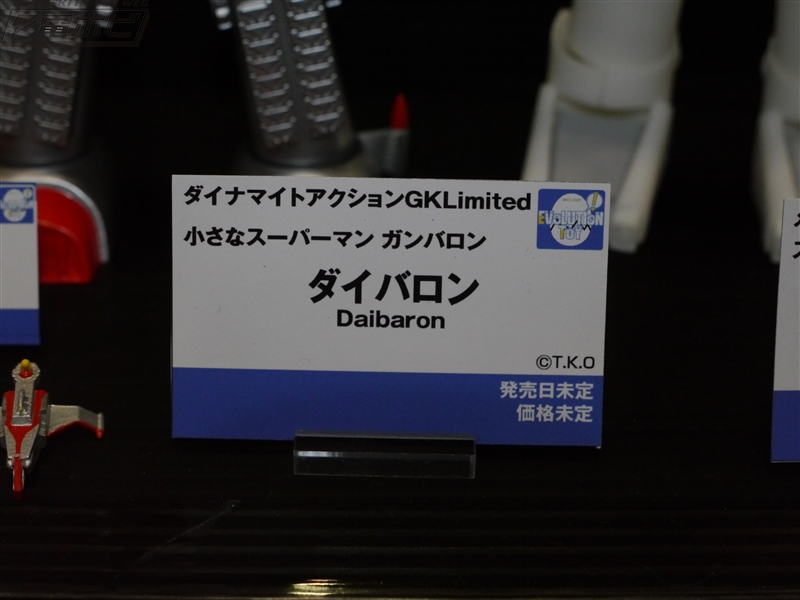 ダイナマイトアクションGKLimited
EVOLUTION
TOY
小さなスーパーマン ガンバロン
ダイバロン
Daibaron
©T.K.O
発売日未定
価格未定